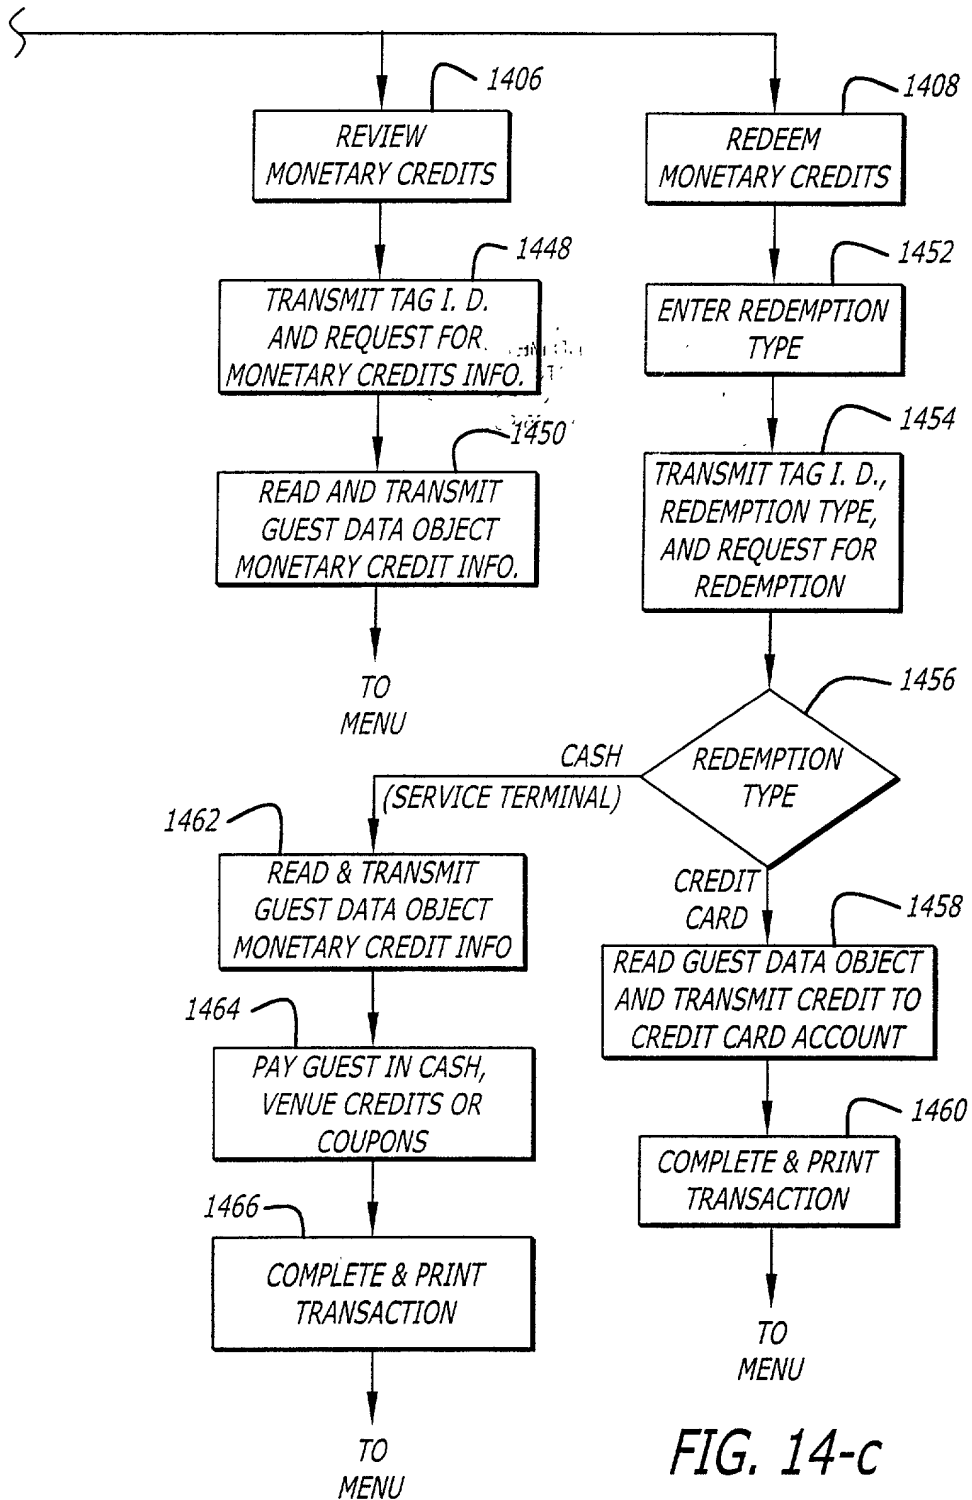 1406
REVIEW
MONETARY CREDITS
1448
TRANSMIT TAG I. D.
AND REQUEST FOR
MONETARY CREDITS INFO.
1450
READ AND TRANSMIT
GUEST DATA OBJECT
MONETARY CREDIT INFO.
TO
MENU
1408
REDEEM
MONETARY CREDITS
1452
ENTER REDEMPTION
TYPE
1454
TRANSMIT TAG I. D.,
REDEMPTION TYPE,
AND REQUEST FOR
REDEMPTION
1456
REDEMPTION
TYPE
CASH
(SERVICE TERMINAL)
1462
READ & TRANSMIT
GUEST DATA OBJECT
MONETARY CREDIT INFO
1464
PAY GUEST IN CASH,
VENUE CREDITS OR
COUPONS
1466
COMPLETE & PRINT
TRANSACTION
TO
MENU
CREDIT
CARD
1458
READ GUEST DATA OBJECT
AND TRANSMIT CREDIT TO
CREDIT CARD ACCOUNT
1460
COMPLETE & PRINT
TRANSACTION
TO
MENU
FIG. 14-c